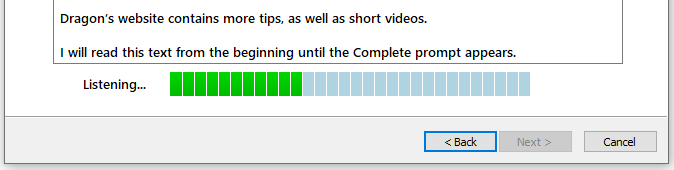 Dragon's website contains more tips, as well as short videos.
I will read this text from the beginning until the Complete prompt appears.
Listening...
< Back Next > Cancel